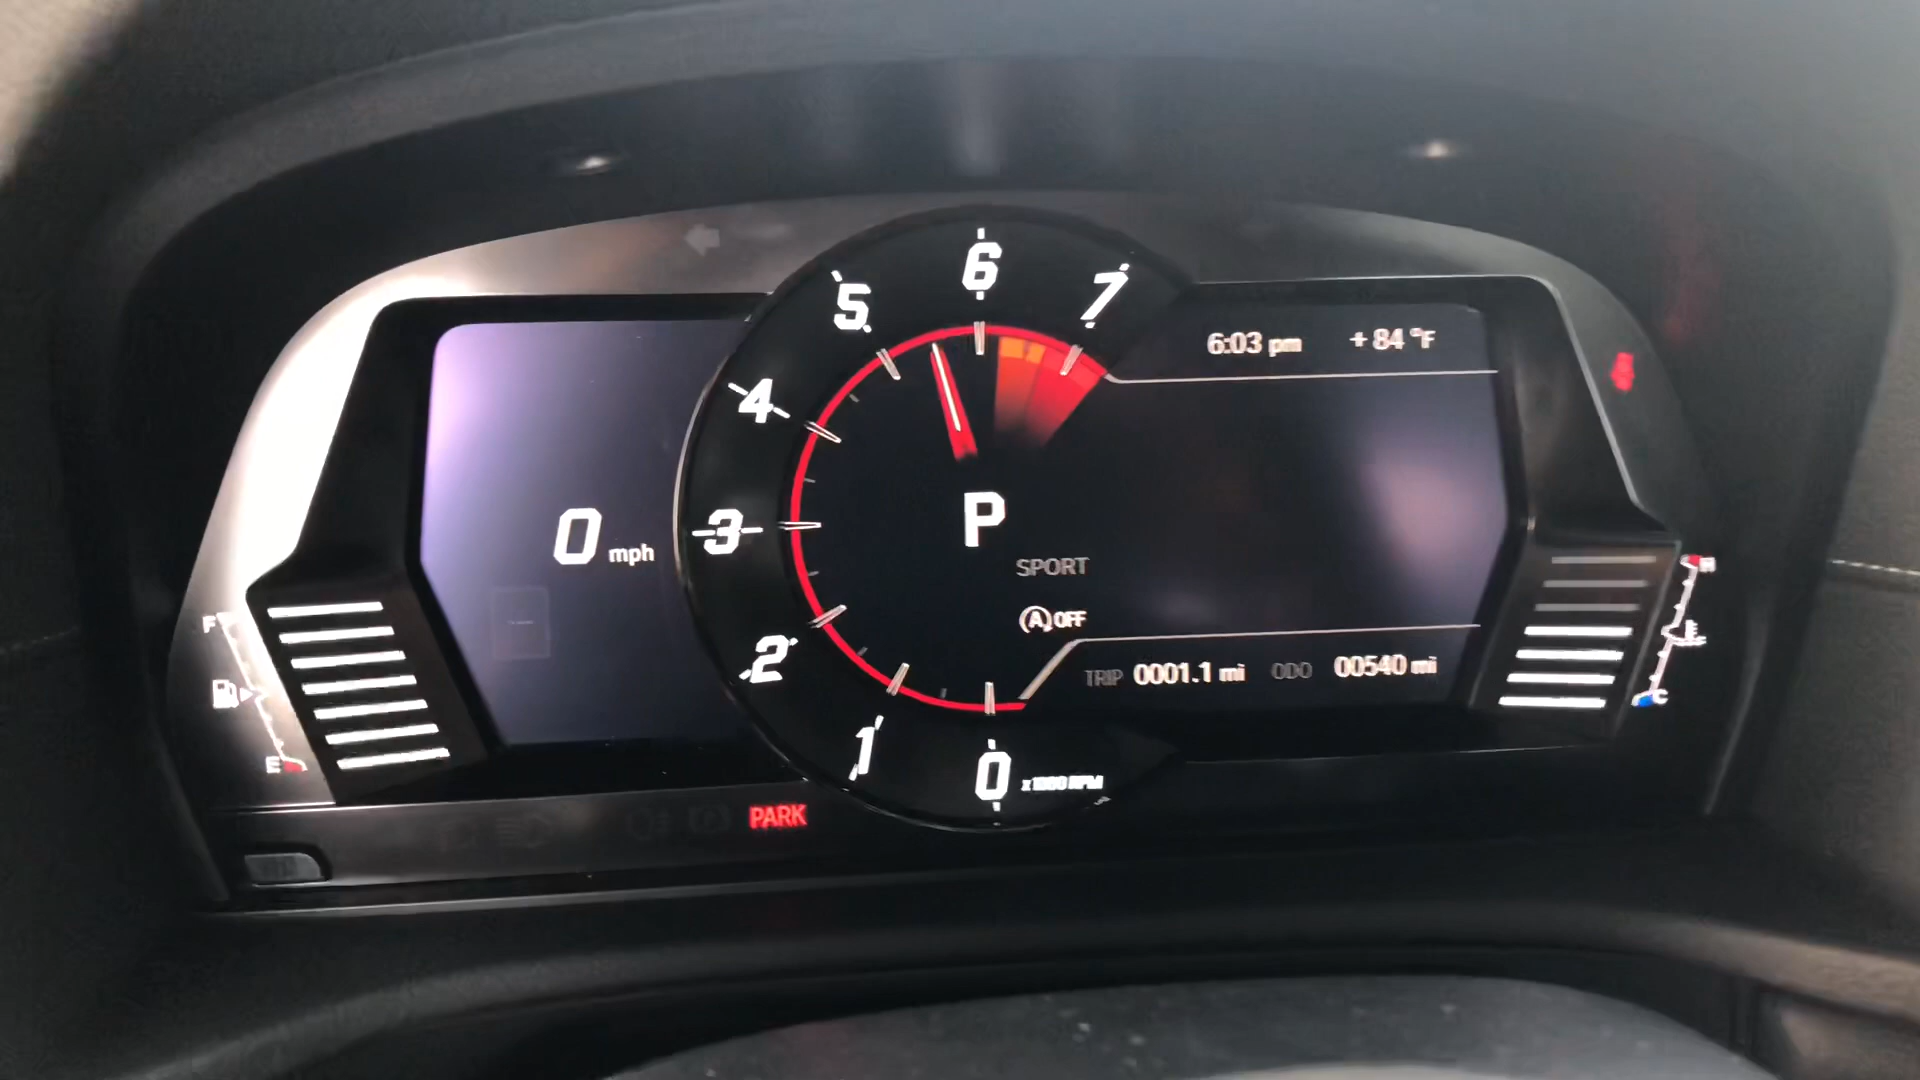 6
7
5
6:03 pm +84 °F
4
P
3
0 mph
SPORT
(A) OFF
F
H
2
TRIP 0001.1 mi ODO 00540 mi
C
1
E
0 x1000 RPM
PARK